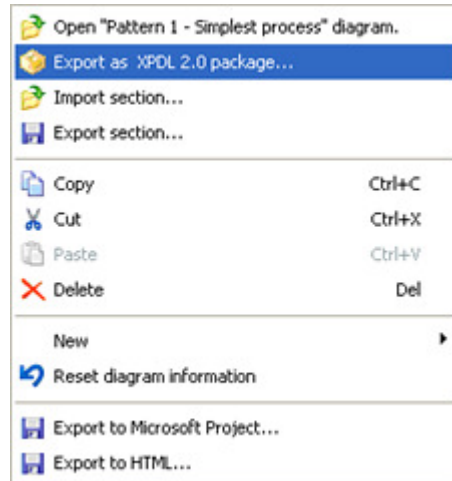 Open "Pattern 1 - Simplest process" diagram.
Export as XPDL 2.0 package...
Import section...
Export section...
Copy Ctrl+C
Cut Ctrl+X
Paste Ctrl+V
Delete Del
New
Reset diagram information
Export to Microsoft Project...
Export to HTML...